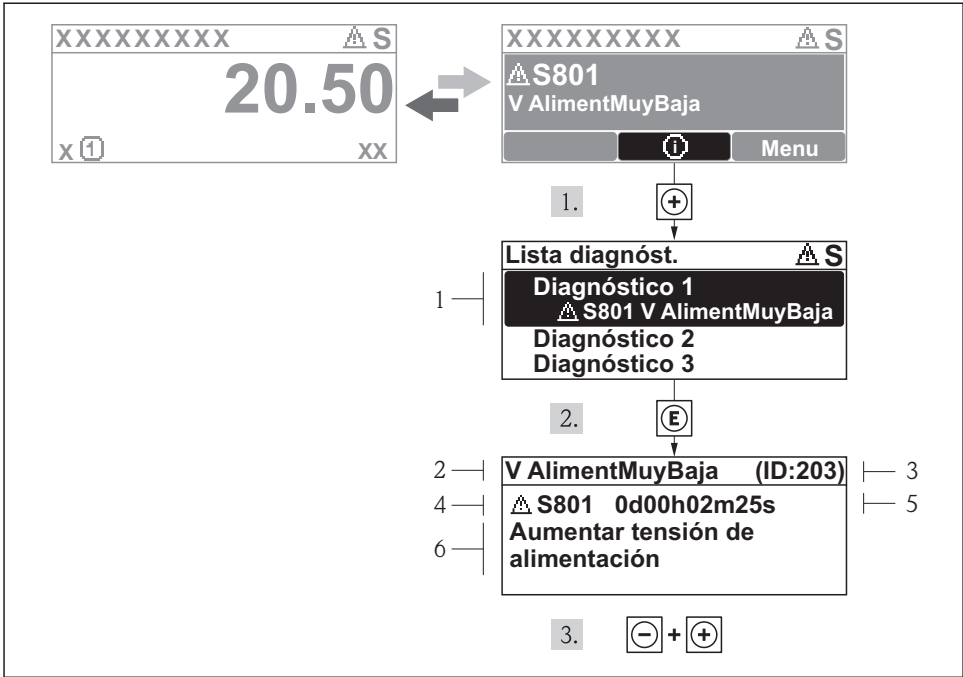 XXXXXXXXX ⚠ S
20.50
x ① xx
XXXXXXXXX ⚠ S
⚠ S801
V AlimentMuyBaja
ⓘ Menu
1. +
Lista diagnóst. ⚠ S
1
Diagnóstico 1
⚠ S801 V AlimentMuyBaja
Diagnóstico 2
Diagnóstico 3
2. E
2 V AlimentMuyBaja (ID:203) 3
4 ⚠ S801 0d00h02m25s 5
6
Aumentar tensión de
alimentación
3. - + +